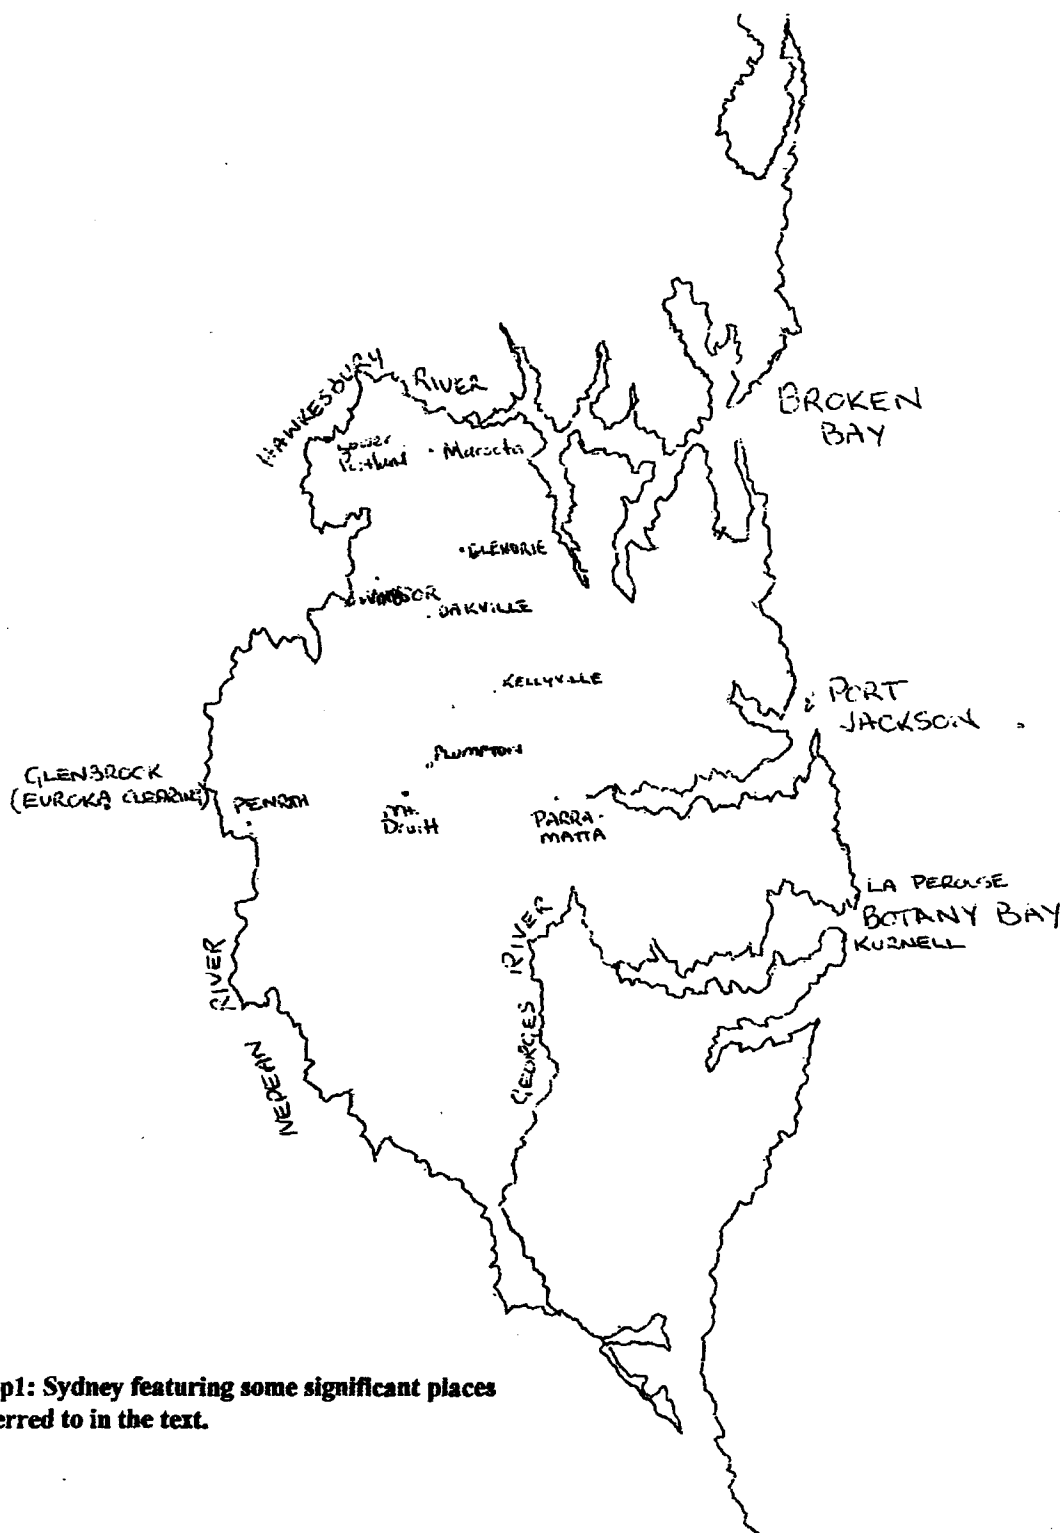 HAWKESBURY RIVER
BROKEN
BAY
Lower
Portland
Maroota
GLENORIE
WINDSOR
OAKVILLE
KELLYVILLE
PORT
JACKSON
PLUMPTON
GLENBROOK
(EUROKA CLEARING)
PENRITH
Mt.
Druitt
PARRA-
MATTA
LA PEROUSE
BOTANY BAY
KURNELL
GEORGES RIVER
NEPEAN RIVER
p1: Sydney featuring some significant places
erred to in the text.